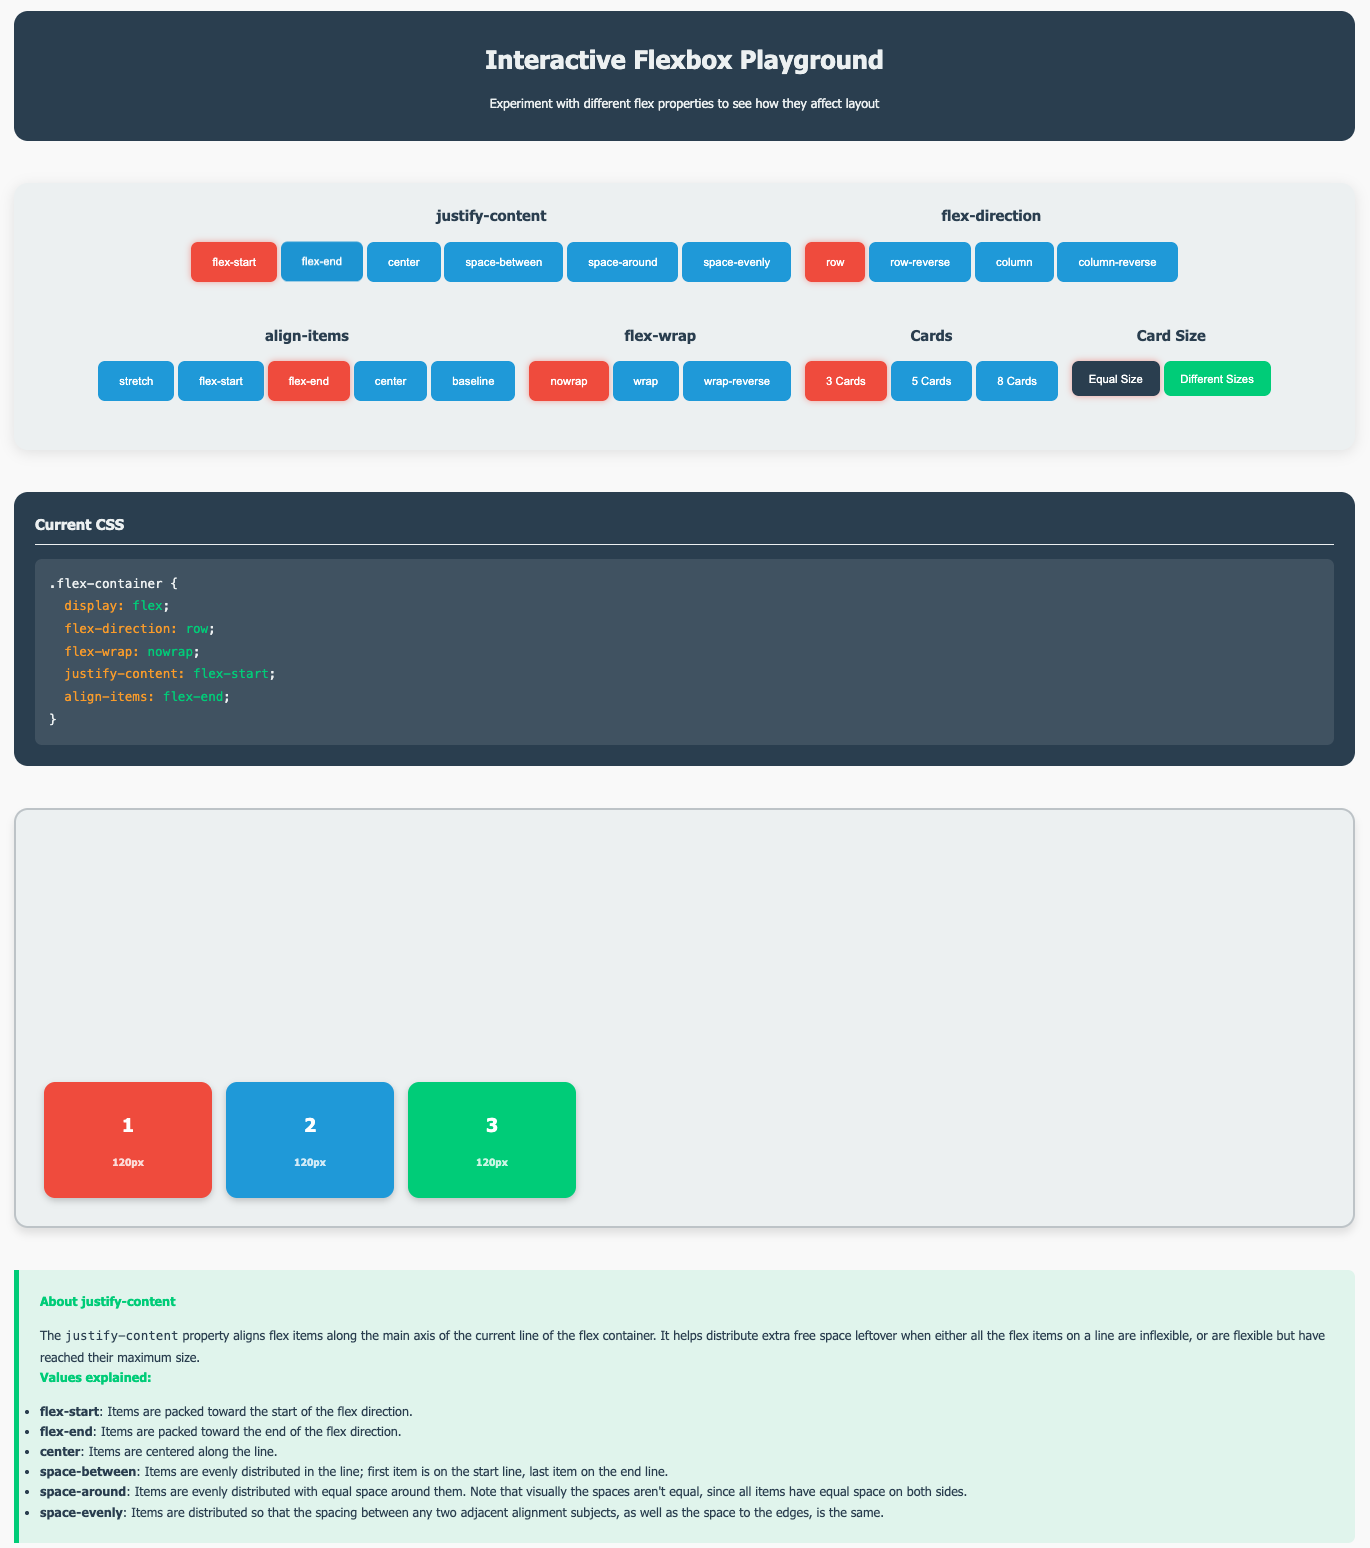 Interactive Flexbox Playground
Experiment with different flex properties to see how they affect layout
justify-content
flex-start
flex-end
center
space-between
space-around
space-evenly
flex-direction
row
row-reverse
column
column-reverse
align-items
stretch
flex-start
flex-end
center
baseline
flex-wrap
nowrap
wrap
wrap-reverse
Cards
3 Cards
5 Cards
8 Cards
Card Size
Equal Size
Different Sizes
Current CSS
.flex-container {
  display: flex;
  flex-direction: row;
  flex-wrap: nowrap;
  justify-content: flex-start;
  align-items: flex-end;
}
1
120px
2
120px
3
120px
About justify-content
The justify-content property aligns flex items along the main axis of the current line of the flex container. It helps distribute extra free space leftover when either all the flex items on a line are inflexible, or are flexible but have
reached their maximum size.
Values explained:
• flex-start: Items are packed toward the start of the flex direction.
• flex-end: Items are packed toward the end of the flex direction.
• center: Items are centered along the line.
• space-between: Items are evenly distributed in the line; first item is on the start line, last item on the end line.
• space-around: Items are evenly distributed with equal space around them. Note that visually the spaces aren't equal, since all items have equal space on both sides.
• space-evenly: Items are distributed so that the spacing between any two adjacent alignment subjects, as well as the space to the edges, is the same.